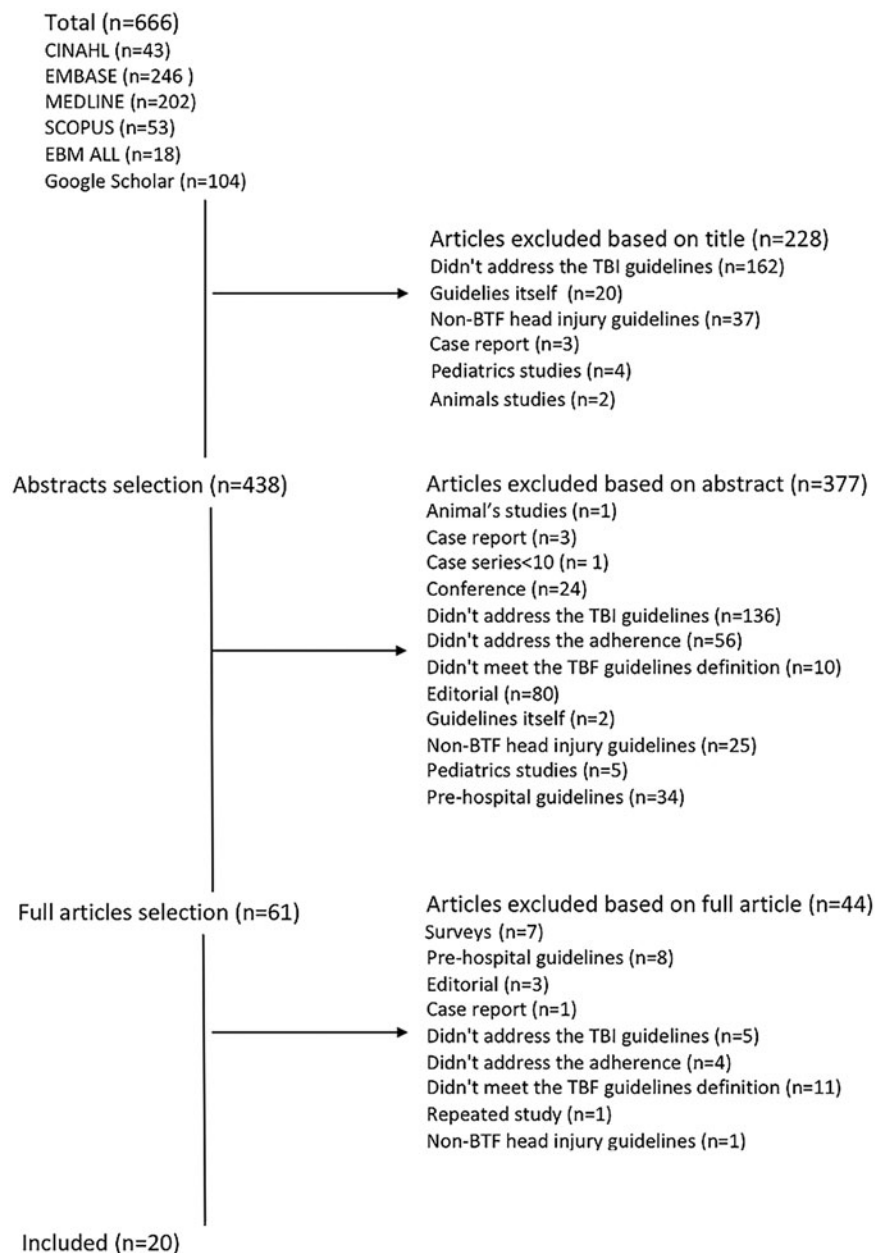 Total (n=666)
CINAHL (n=43)
EMBASE (n=246 )
MEDLINE (n=202)
SCOPUS (n=53)
EBM ALL (n=18)
Google Scholar (n=104)
Articles excluded based on title (n=228)
Didn't address the TBI guidelines (n=162)
Guidelies itself (n=20)
Non-BTF head injury guidelines (n=37)
Case report (n=3)
Pediatrics studies (n=4)
Animals studies (n=2)
Abstracts selection (n=438)
Articles excluded based on abstract (n=377)
Animal's studies (n=1)
Case report (n=3)
Case series<10 (n= 1)
Conference (n=24)
Didn't address the TBI guidelines (n=136)
Didn't address the adherence (n=56)
Didn't meet the TBF guidelines definition (n=10)
Editorial (n=80)
Guidelines itself (n=2)
Non-BTF head injury guidelines (n=25)
Pediatrics studies (n=5)
Pre-hospital guidelines (n=34)
Full articles selection (n=61)
Articles excluded based on full article (n=44)
Surveys (n=7)
Pre-hospital guidelines (n=8)
Editorial (n=3)
Case report (n=1)
Didn't address the TBI guidelines (n=5)
Didn't address the adherence (n=4)
Didn't meet the TBF guidelines definition (n=11)
Repeated study (n=1)
Non-BTF head injury guidelines (n=1)
Included (n=20)